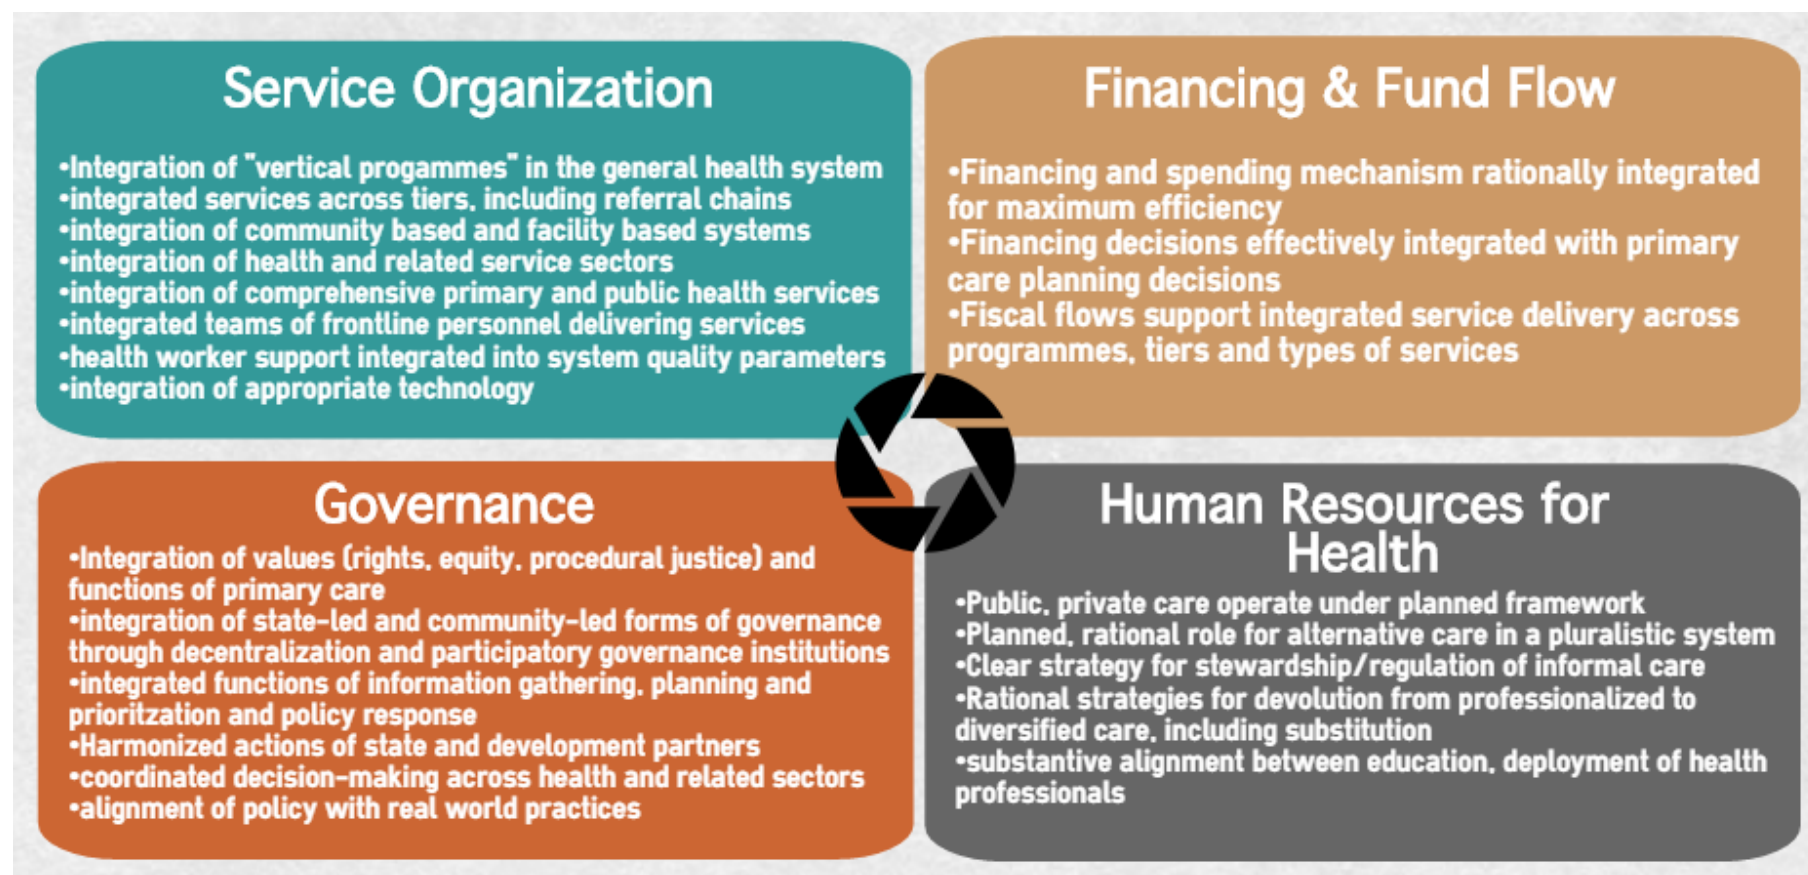 Service Organization
•Integration of "vertical progammes" in the general health system
•integrated services across tiers, including referral chains
•integration of community based and facility based systems
•integration of health and related service sectors
•integration of comprehensive primary and public health services
•integrated teams of frontline personnel delivering services
•health worker support integrated into system quality parameters
•integration of appropriate technology
Financing & Fund Flow
•Financing and spending mechanism rationally integrated
for maximum efficiency
•Financing decisions effectively integrated with primary
care planning decisions
•Fiscal flows support integrated service delivery across
programmes, tiers and types of services
Governance
•Integration of values (rights, equity, procedural justice) and
functions of primary care
•integration of state-led and community-led forms of governance
through decentralization and participatory governance institutions
•integrated functions of information gathering, planning and
prioritzation and policy response
•Harmonized actions of state and development partners
•coordinated decision-making across health and related sectors
•alignment of policy with real world practices
Human Resources for
Health
•Public, private care operate under planned framework
•Planned, rational role for alternative care in a pluralistic system
•Clear strategy for stewardship/regulation of informal care
•Rational strategies for devolution from professionalized to
diversified care, including substitution
•substantive alignment between education, deployment of health
professionals